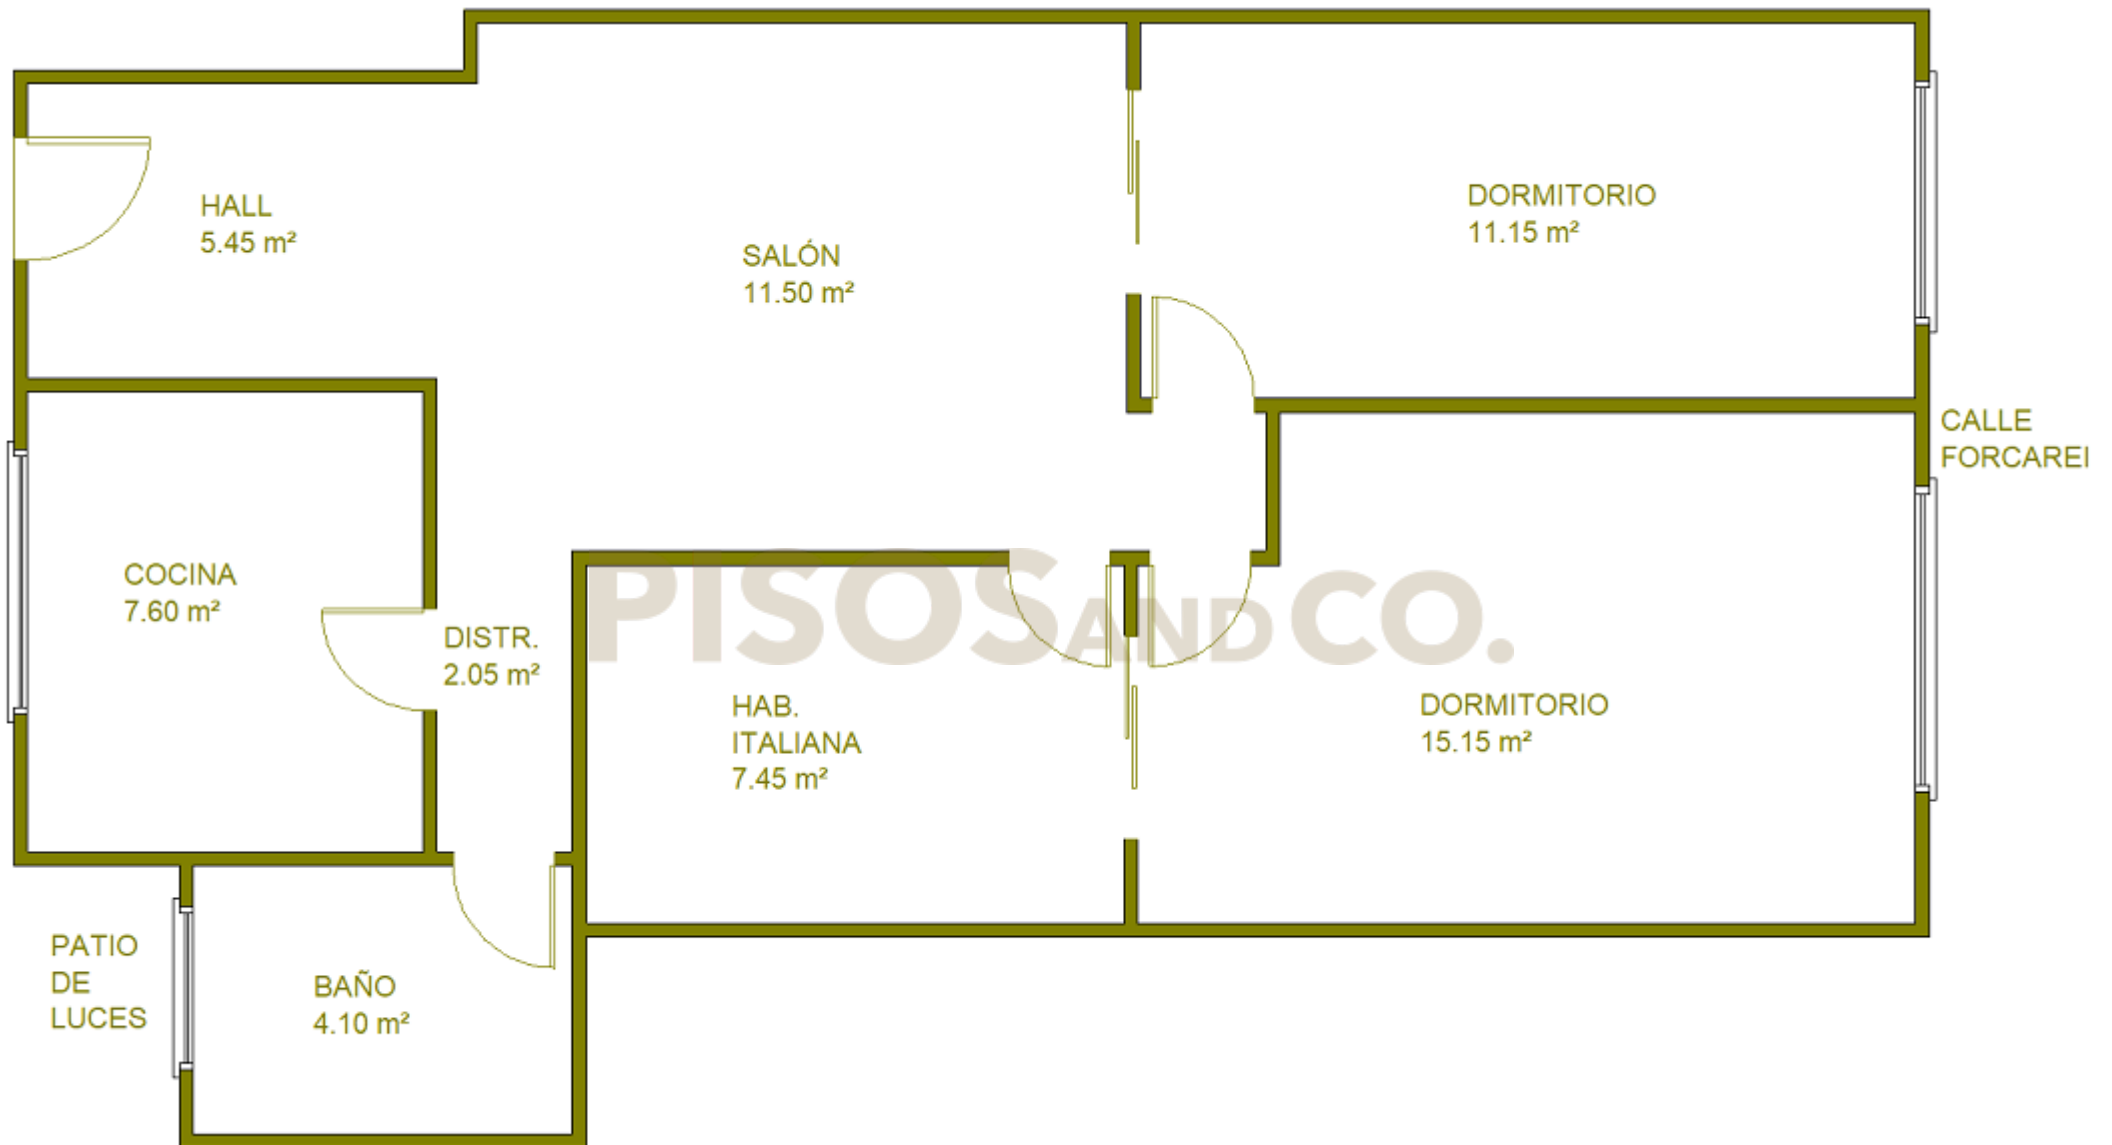 HALL
5.45 m²
SALÓN
11.50 m²
DORMITORIO
11.15 m²
CALLE
FORCAREI
COCINA
7.60 m²
DISTR.
2.05 m²
PISOS AND CO.
HAB.
ITALIANA
7.45 m²
DORMITORIO
15.15 m²
PATIO
DE
LUCES
BAÑO
4.10 m²